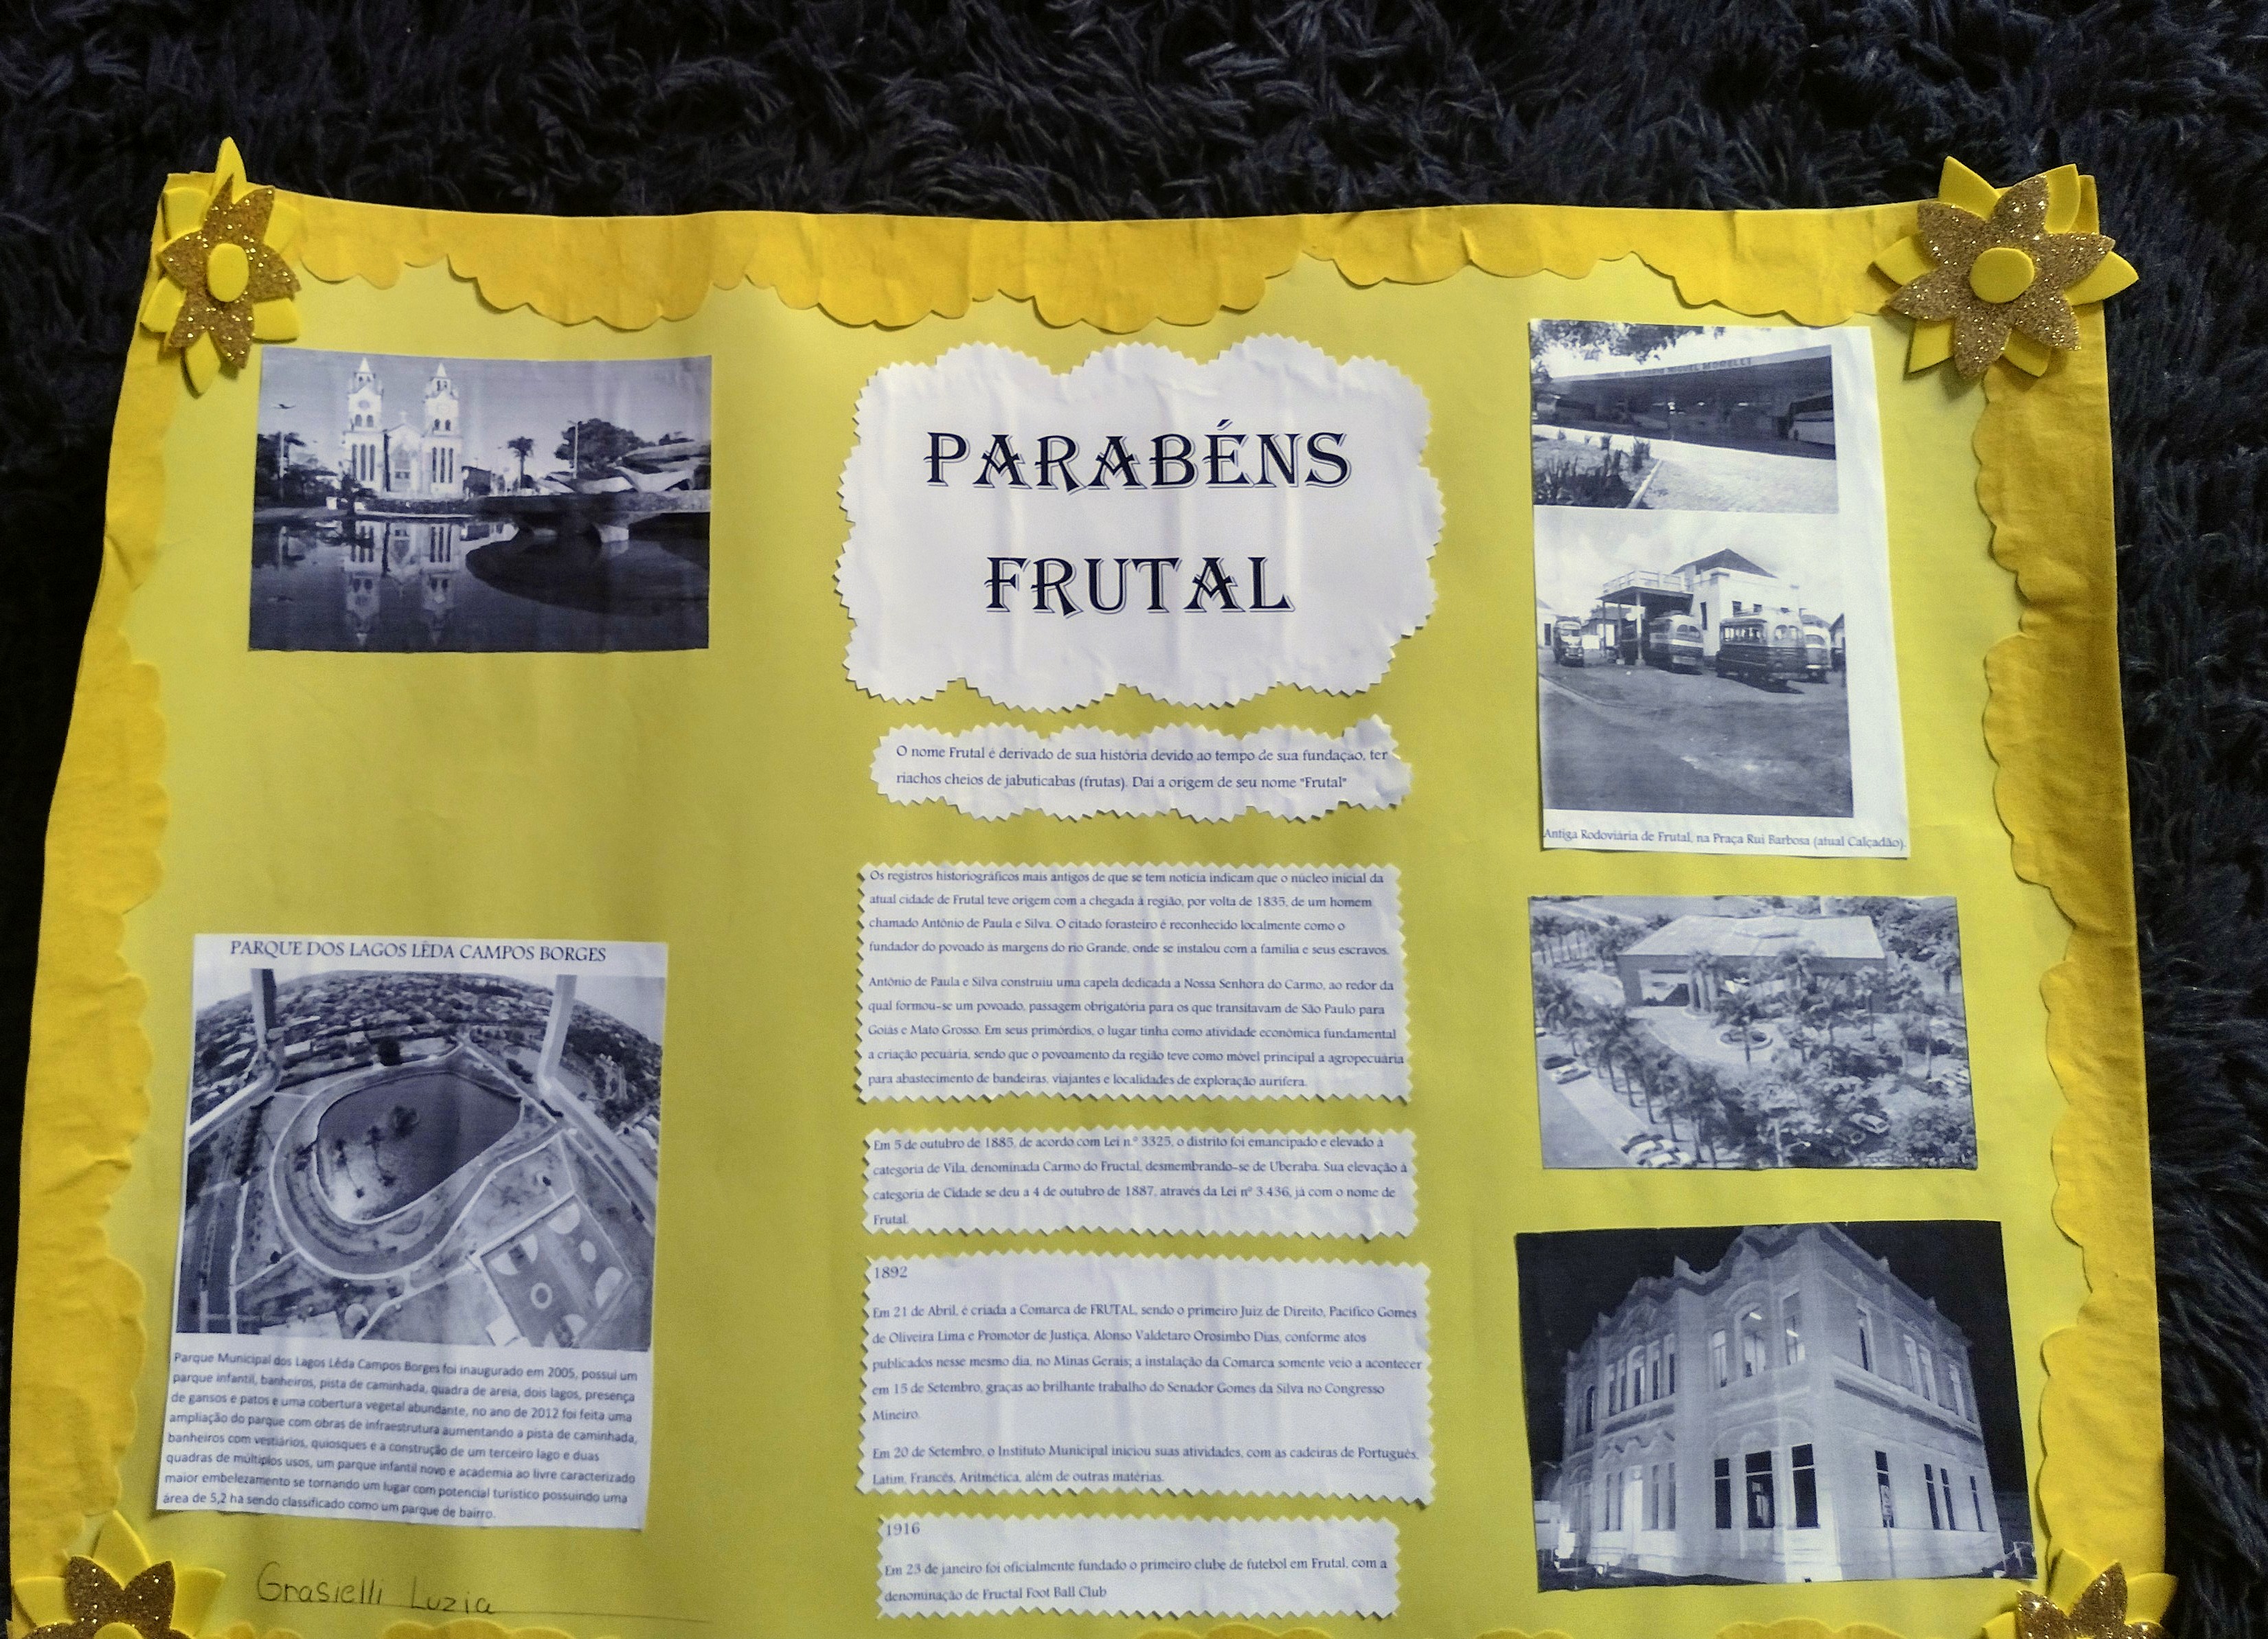 PARABÉNS
FRUTAL
O nome Frutal é derivado de sua história devido ao tempo de sua fundação, ter
riachos cheios de jabuticabas (frutas). Daí a origem de seu nome "Frutal"
Os registros historiográficos mais antigos de que se tem notícia indicam que o núcleo inicial da
atual cidade de Frutal teve origem com a chegada à região, por volta de 1835, de um homem
chamado Antônio de Paula e Silva. O citado forasteiro é reconhecido localmente como o
fundador do povoado às margens do rio Grande, onde se instalou com a família e seus escravos.
Antônio de Paula e Silva construiu uma capela dedicada a Nossa Senhora do Carmo, ao redor da
qual formou-se um povoado, passagem obrigatória para os que transitavam de São Paulo para
Goiás e Mato Grosso. Em seus primórdios, o lugar tinha como atividade econômica fundamental
a criação pecuária, sendo que o povoamento da região teve como móvel principal a agropecuária
para abastecimento de bandeiras, viajantes e localidades de exploração aurífera.
Em 5 de outubro de 1885, de acordo com Lei n.º 3325, o distrito foi emancipado e elevado à
categoria de Vila, denominada Carmo do Fructal, desmembrando-se de Uberaba. Sua elevação à
categoria de Cidade se deu a 4 de outubro de 1887, através da Lei nº 3.436, já com o nome de
Frutal.
1892
Em 21 de Abril, é criada a Comarca de FRUTAL, sendo o primeiro Juiz de Direito, Pacífico Gomes
de Oliveira Lima e Promotor de Justiça, Alonso Valdetaro Orosimbo Dias, conforme atos
publicados nesse mesmo dia, no Minas Gerais; a instalação da Comarca somente veio a acontecer
em 15 de Setembro, graças ao brilhante trabalho do Senador Gomes da Silva no Congresso
Mineiro.
Em 20 de Setembro, o Instituto Municipal iniciou suas atividades, com as cadeiras de Português,
Latim, Francês, Aritmética, além de outras matérias.
1916
Em 23 de janeiro foi oficialmente fundado o primeiro clube de futebol em Frutal, com a
denominação de Fructal Foot Ball Club
PARQUE DOS LAGOS LÊDA CAMPOS BORGES
Parque Municipal dos Lagos Lêda Campos Borges foi inaugurado em 2005, possui um
parque infantil, banheiros, pista de caminhada, quadra de areia, dois lagos, presença
de gansos e patos e uma cobertura vegetal abundante, no ano de 2012 foi feita uma
ampliação do parque com obras de infraestrutura aumentando a pista de caminhada,
banheiros com vestiários, quiosques e a construção de um terceiro lago e duas
quadras de múltiplos usos, um parque infantil novo e academia ao livre caracterizado
maior embelezamento se tornando um lugar com potencial turístico possuindo uma
área de 5,2 ha sendo classificado como um parque de bairro.
Grasielli Luzia
MIGUEL MORELLI
Antiga Rodoviária de Frutal, na Praça Rui Barbosa (atual Calçadão).